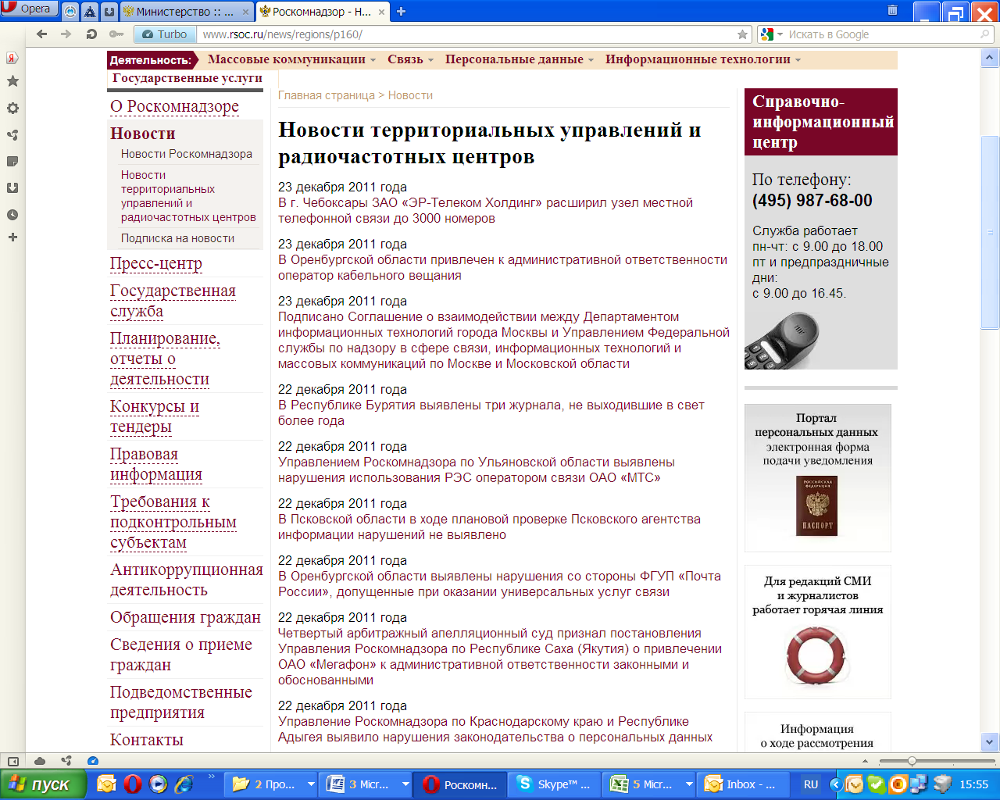 Opera
Министерство :: ...
Роскомнадзор - Н...
Turbo
www.rsoc.ru/news/regions/p160/
Искать в Google
Деятельность:
Массовые коммуникации
Связь
Персональные данные
Информационные технологии
Государственные услуги
О Роскомнадзоре
Новости
Новости Роскомнадзора
Новости
территориальных
управлений и
радиочастотных центров
Подписка на новости
Пресс-центр
Государственная
служба
Планирование,
отчеты о
деятельности
Конкурсы и
тендеры
Правовая
информация
Требования к
подконтрольным
субъектам
Антикоррупционная
деятельность
Обращения граждан
Сведения о приеме
граждан
Подведомственные
предприятия
Контакты
Главная страница > Новости
Новости территориальных управлений и
радиочастотных центров
23 декабря 2011 года
В г. Чебоксары ЗАО «ЭР-Телеком Холдинг» расширил узел местной
телефонной связи до 3000 номеров
23 декабря 2011 года
В Оренбургской области привлечен к административной ответственности
оператор кабельного вещания
23 декабря 2011 года
Подписано Соглашение о взаимодействии между Департаментом
информационных технологий города Москвы и Управлением Федеральной
службы по надзору в сфере связи, информационных технологий и
массовых коммуникаций по Москве и Московской области
22 декабря 2011 года
В Республике Бурятия выявлены три журнала, не выходившие в свет
более года
22 декабря 2011 года
Управлением Роскомнадзора по Ульяновской области выявлены
нарушения использования РЭС оператором связи ОАО «МТС»
22 декабря 2011 года
В Псковской области в ходе плановой проверке Псковского агентства
информации нарушений не выявлено
22 декабря 2011 года
В Оренбургской области выявлены нарушения со стороны ФГУП «Почта
России», допущенные при оказании универсальных услуг связи
22 декабря 2011 года
Четвертый арбитражный апелляционный суд признал постановления
Управления Роскомнадзора по Республике Саха (Якутия) о привлечении
ОАО «Мегафон» к административной ответственности законными и
обоснованными
22 декабря 2011 года
Управление Роскомнадзора по Краснодарскому краю и Республике
Адыгея выявило нарушения законодательства о персональных данных
Справочно-
информационный
центр
По телефону:
(495) 987-68-00
Служба работает
пн-чт: с 9.00 до 18.00
пт и предпраздничные
дни:
с 9.00 до 16.45.
Портал
персональных данных
электронная форма
подачи уведомления
РОССИЙСКАЯ
ФЕДЕРАЦИЯ
ПАСПОРТ
Для редакций СМИ
и журналистов
работает горячая линия
Информация
о ходе рассмотрения
пуск
2 Про...
3 Micr...
Роскомн...
Skype™ ...
5 Micr...
Inbox - ...
RU
15:55